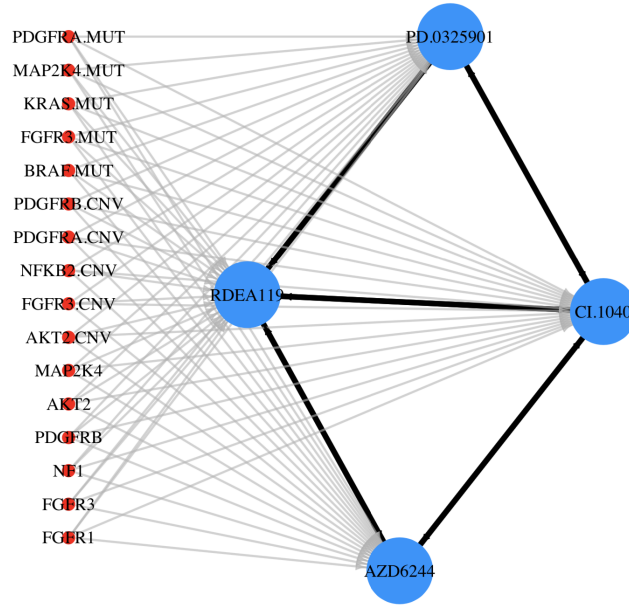 PDGFRA.MUT
MAP2K4.MUT
KRAS.MUT
FGFR3.MUT
BRAF.MUT
PDGFRB.CNV
PDGFRA.CNV
NFKB2.CNV
FGFR3.CNV
AKT2.CNV
MAP2K4
AKT2
PDGFRB
NF1
FGFR3
FGFR1
PD.0325901
RDEA119
CI.1040
AZD6244